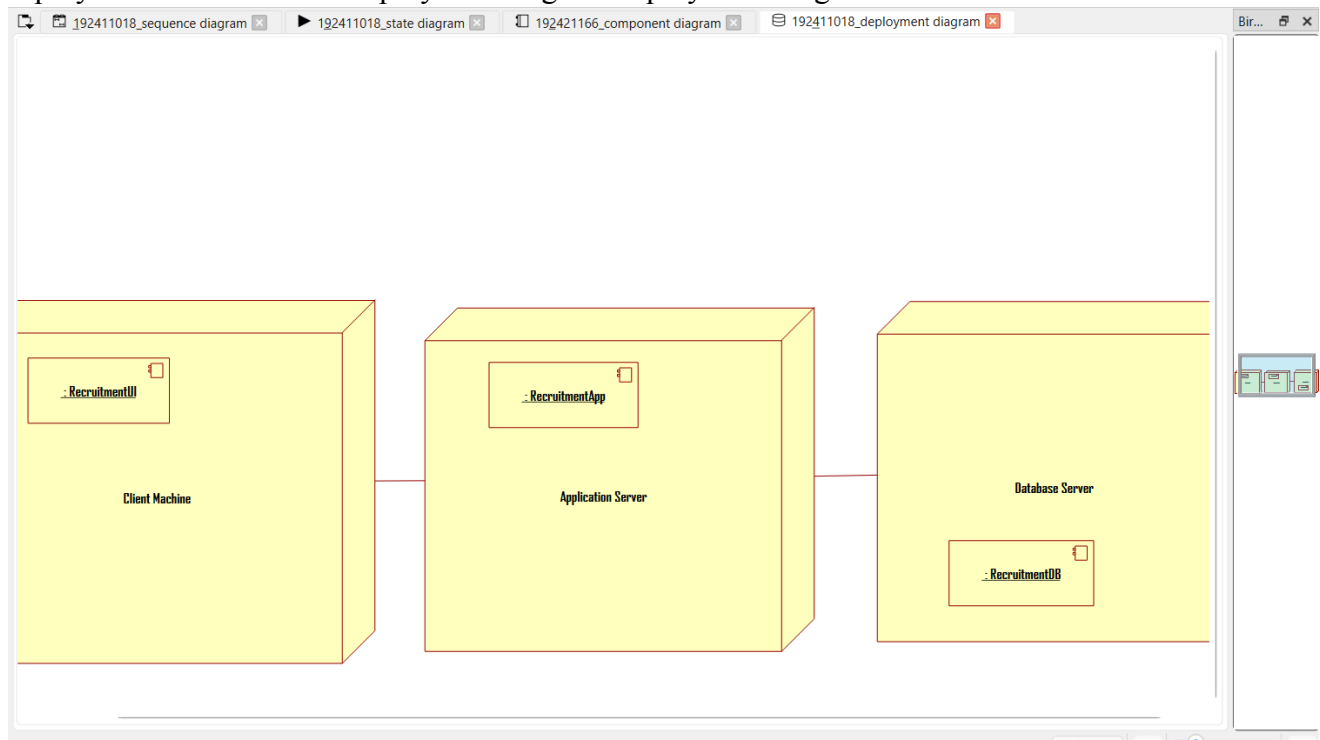 192411018_sequence diagram
192411018_state diagram
192421166_component diagram
192411018_deployment diagram
Bir...
: RecruitmentUI
Client Machine
: RecruitmentApp
Application Server
Database Server
: RecruitmentDB